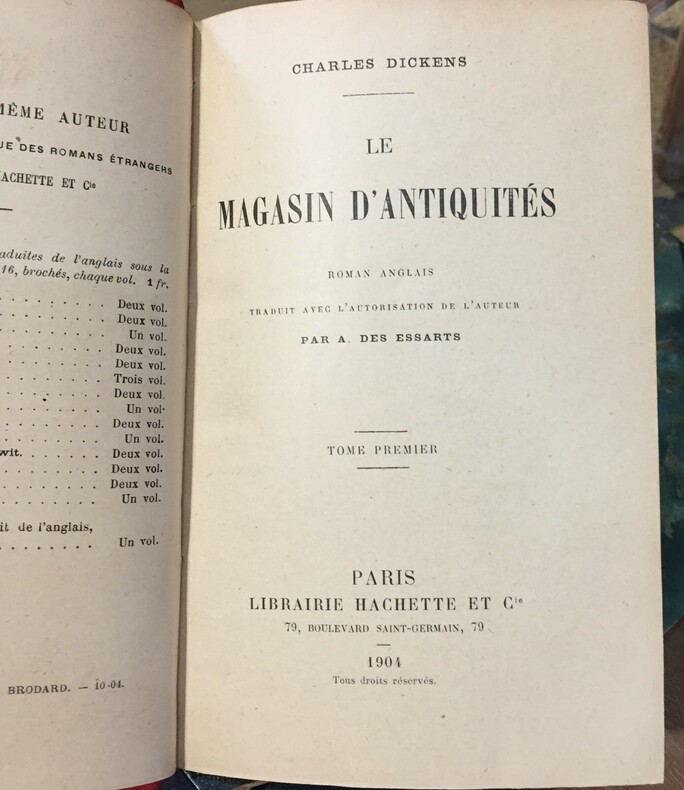 MÊME AUTEUR
DES ROMANS ÉTRANGERS
HACHETTE ET Cie
de l'anglais sous la
16, brochés, chaque vol. 1 fr.
Deux vol.
Deux vol.
Un vol.
Deux vol.
Deux vol.
Trois vol.
Deux vol.
Un vol.
Deux vol.
Un vol.
wit. Deux vol.
Deux vol.
Deux vol.
Un vol.
it de l'anglais,
Un vol.
BRODARD. — 10-04.
CHARLES DICKENS
LE
MAGASIN D'ANTIQUITÉS
ROMAN ANGLAIS
TRADUIT AVEC L'AUTORISATION DE L'AUTEUR
PAR A. DES ESSARTS
TOME PREMIER
PARIS
LIBRAIRIE HACHETTE ET Cie
79, BOULEVARD SAINT-GERMAIN, 79
1904
Tous droits réservés.